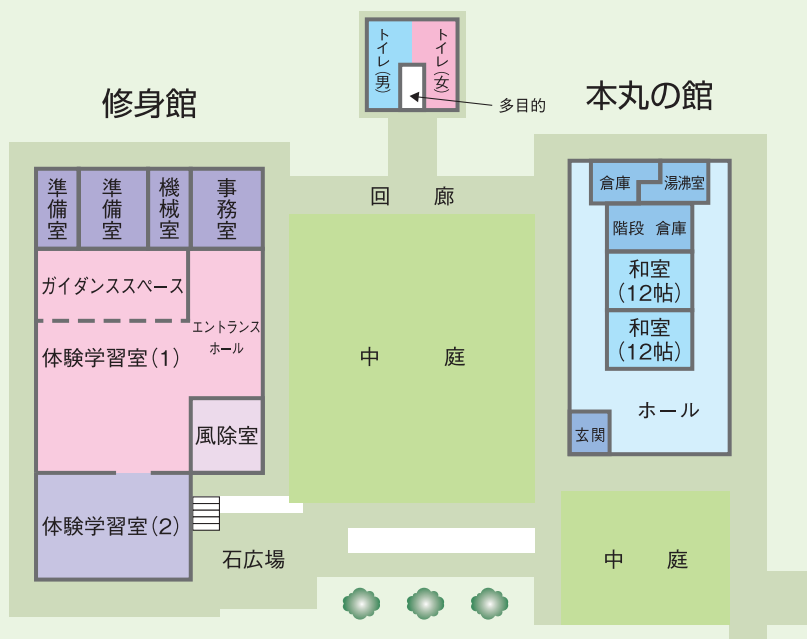 修身館
トイレ(男)
トイレ(女)
多目的
本丸の館
準備室
準備室
機械室
事務室
回廊
倉庫
湯沸室
階段 倉庫
ガイダンススペース
和室
(12帖)
エントランス
ホール
体験学習室(1)
中庭
和室
(12帖)
ホール
風除室
玄関
体験学習室(2)
石広場
中庭